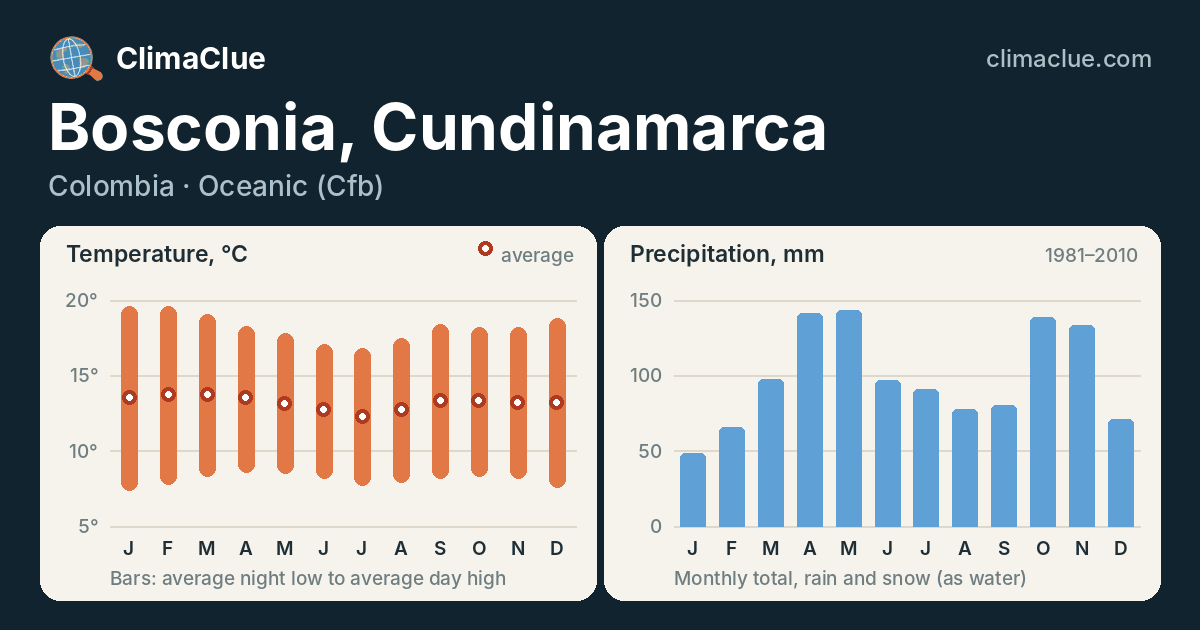 ClimaClue
climaclue.com
Bosconia, Cundinamarca
Colombia · Oceanic (Cfb)
Temperature, °C
average
20°
15°
10°
5°
J F M A M J J A S O N D
Bars: average night low to average day high
Precipitation, mm
1981–2010
150
100
50
0
J F M A M J J A S O N D
Monthly total, rain and snow (as water)